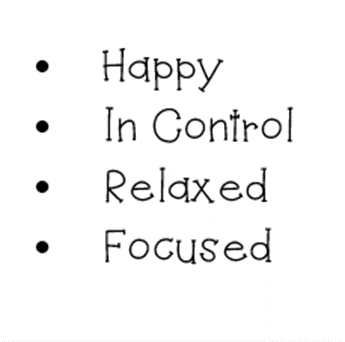 • Happy
• In Control
• Relaxed
• Focused